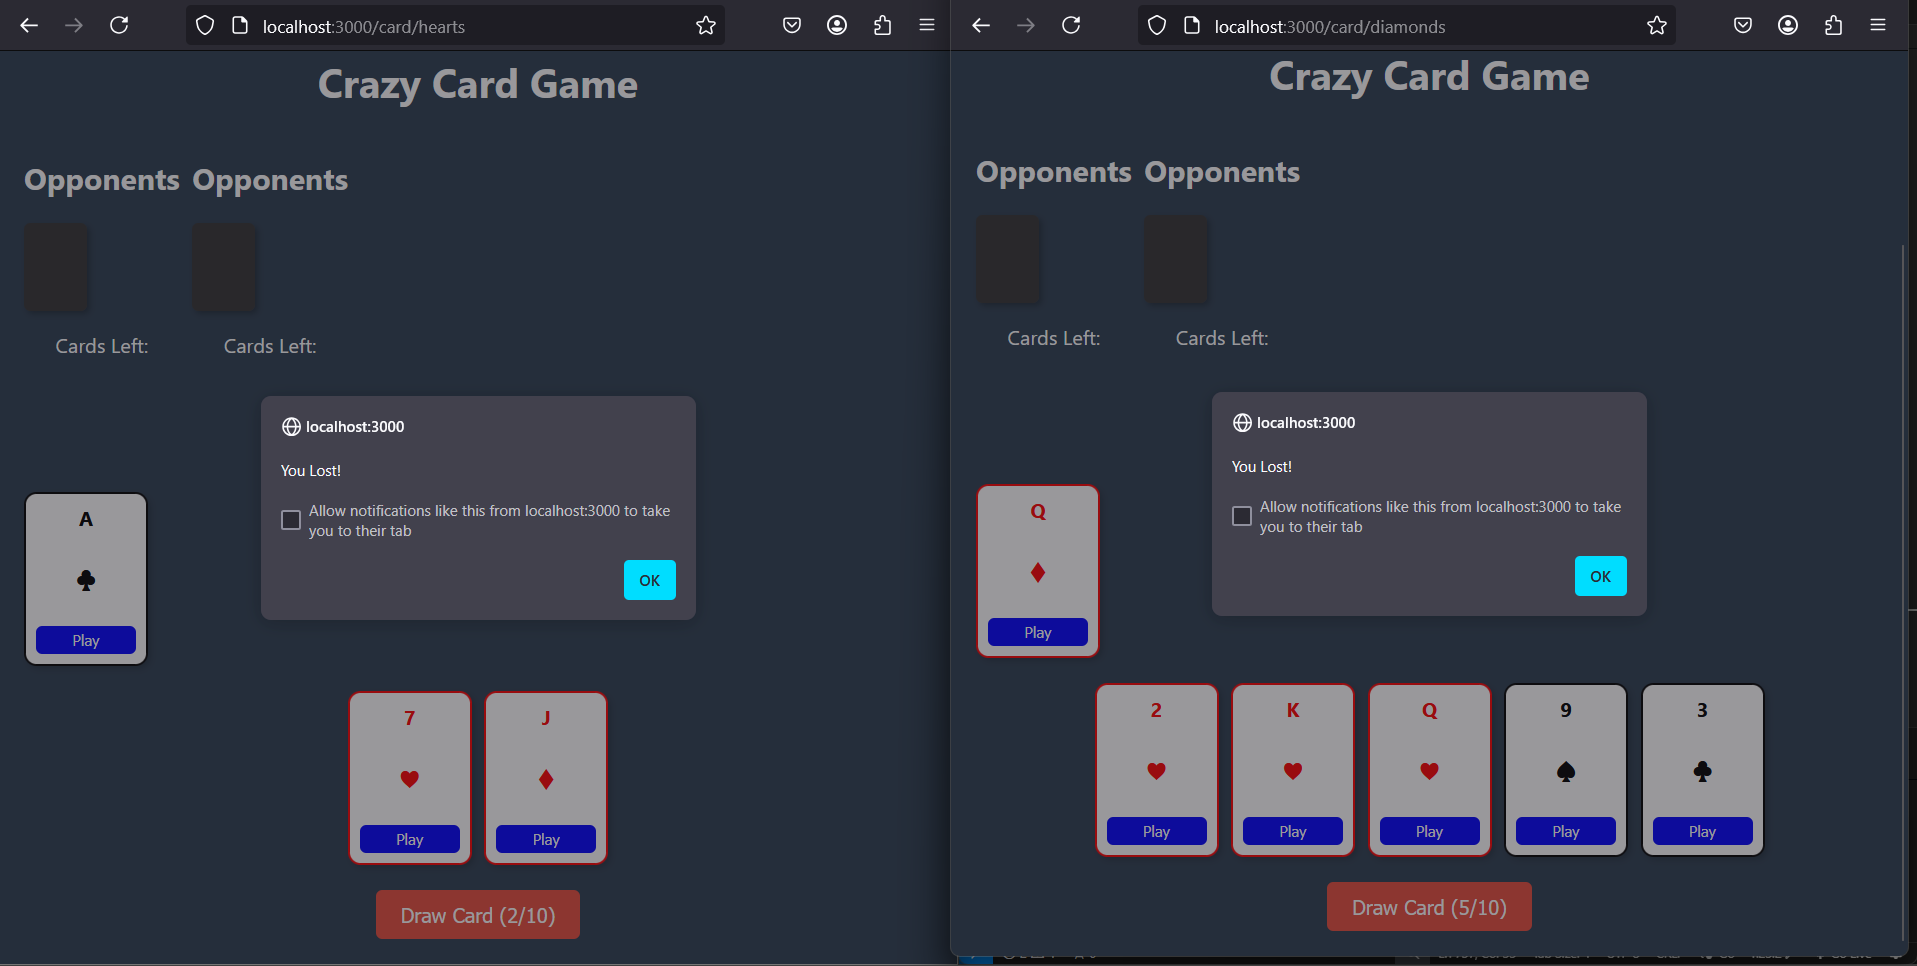 localhost:3000/card/hearts
Crazy Card Game
Opponents Opponents
Cards Left: Cards Left:
localhost:3000
You Lost!
Allow notifications like this from localhost:3000 to take
you to their tab
OK
A
♣
Play
7 J
♥ ♦
Play Play
Draw Card (2/10)
localhost:3000/card/diamonds
Crazy Card Game
Opponents Opponents
Cards Left: Cards Left:
localhost:3000
You Lost!
Allow notifications like this from localhost:3000 to take
you to their tab
OK
Q
♦
Play
2 K Q 9 3
♥ ♥ ♥ ♠ ♣
Play Play Play Play Play
Draw Card (5/10)